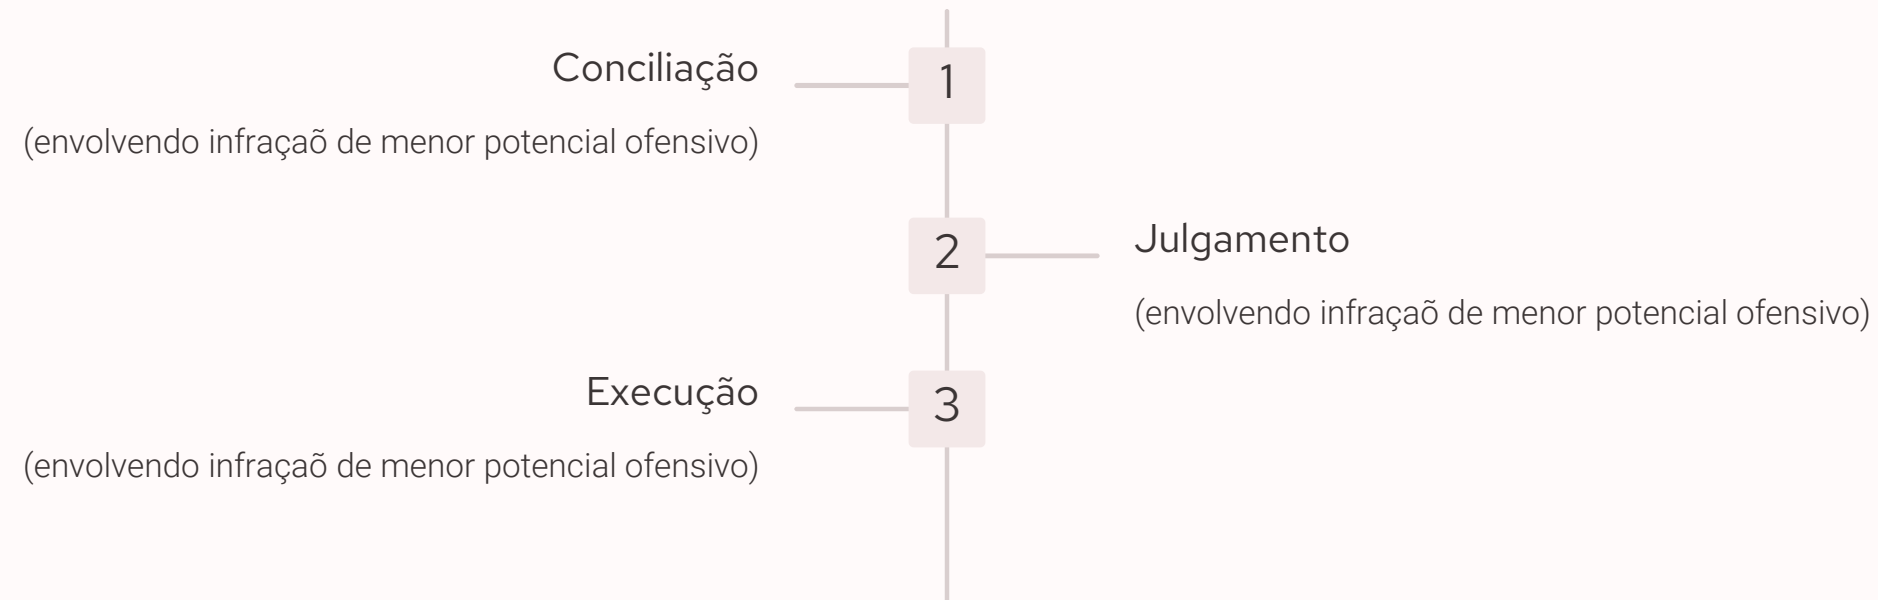 Conciliação
1
(envolvendo infraçaõ de menor potencial ofensivo)
2
Julgamento
(envolvendo infraçaõ de menor potencial ofensivo)
Execução
3
(envolvendo infraçaõ de menor potencial ofensivo)